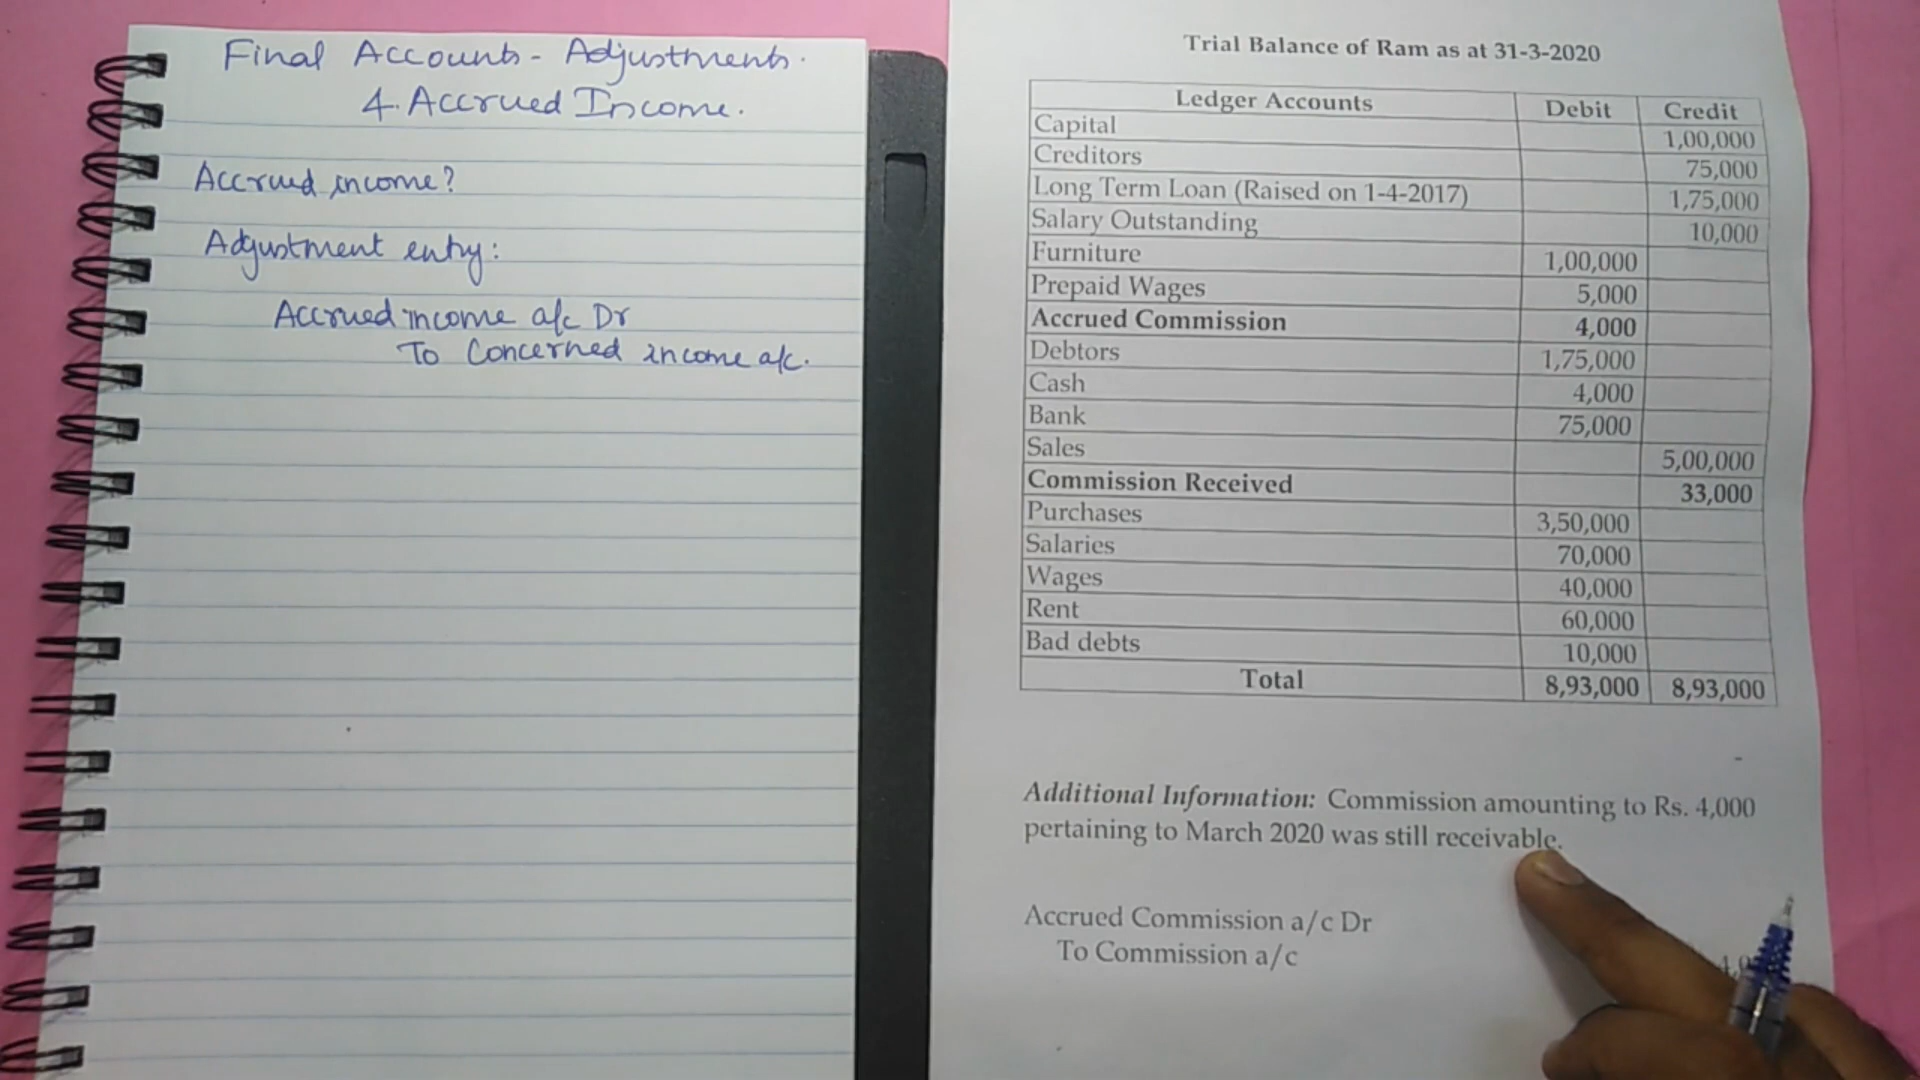 Final Accounts - Adjustments.
4. Accrued Income.
Accrued income?
Adjustment entry:
Accrued income a/c Dr
To Concerned income a/c.
Trial Balance of Ram as at 31-3-2020
Ledger Accounts Debit Credit
Capital 1,00,000
Creditors 75,000
Long Term Loan (Raised on 1-4-2017) 1,75,000
Salary Outstanding 10,000
Furniture 1,00,000
Prepaid Wages 5,000
Accrued Commission 4,000
Debtors 1,75,000
Cash 4,000
Bank 75,000
Sales 5,00,000
Commission Received 33,000
Purchases 3,50,000
Salaries 70,000
Wages 40,000
Rent 60,000
Bad debts 10,000
Total 8,93,000 8,93,000
Additional Information: Commission amounting to Rs. 4,000
pertaining to March 2020 was still receivable.
Accrued Commission a/c Dr
To Commission a/c